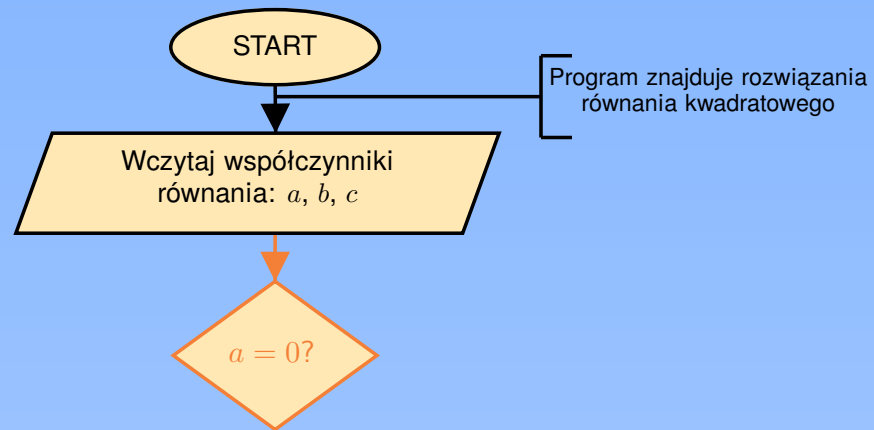 START
Program znajduje rozwiązania
równania kwadratowego
Wczytaj współczynniki
równania: a, b, c
a = 0?